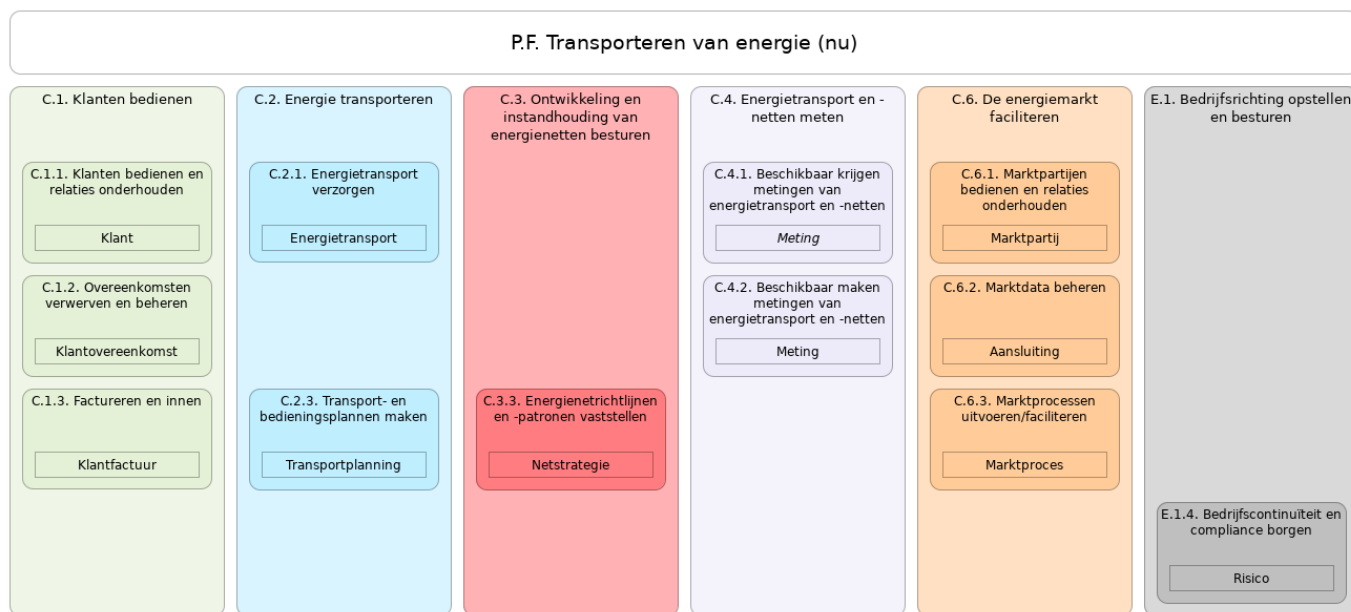 P.F. Transporteren van energie (nu)
C.1. Klanten bedienen
C.1.1. Klanten bedienen en
relaties onderhouden
Klant
C.1.2. Overeenkomsten
verwerven en beheren
Klantovereenkomst
C.1.3. Factureren en innen
Klantfactuur
C.2. Energie transporteren
C.2.1. Energietransport
verzorgen
Energietransport
C.2.3. Transport- en
bedieningsplannen maken
Transportplanning
C.3. Ontwikkeling en
instandhouding van
energienetten besturen
C.3.3. Energienetrichtlijnen
en -patronen vaststellen
Netstrategie
C.4. Energietransport en -
netten meten
C.4.1. Beschikbaar krijgen
metingen van
energietransport en -netten
Meting
C.4.2. Beschikbaar maken
metingen van
energietransport en -netten
Meting
C.6. De energiemarkt
faciliteren
C.6.1. Marktpartijen
bedienen en relaties
onderhouden
Marktpartij
C.6.2. Marktdata beheren
Aansluiting
C.6.3. Marktprocessen
uitvoeren/faciliteren
Marktproces
E.1. Bedrijfsrichting opstellen
en besturen
E.1.4. Bedrijfscontinuïteit en
compliance borgen
Risico